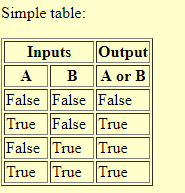 Simple table:
Inputs Output
A B A or B
False False False
True False True
False True True
True True True